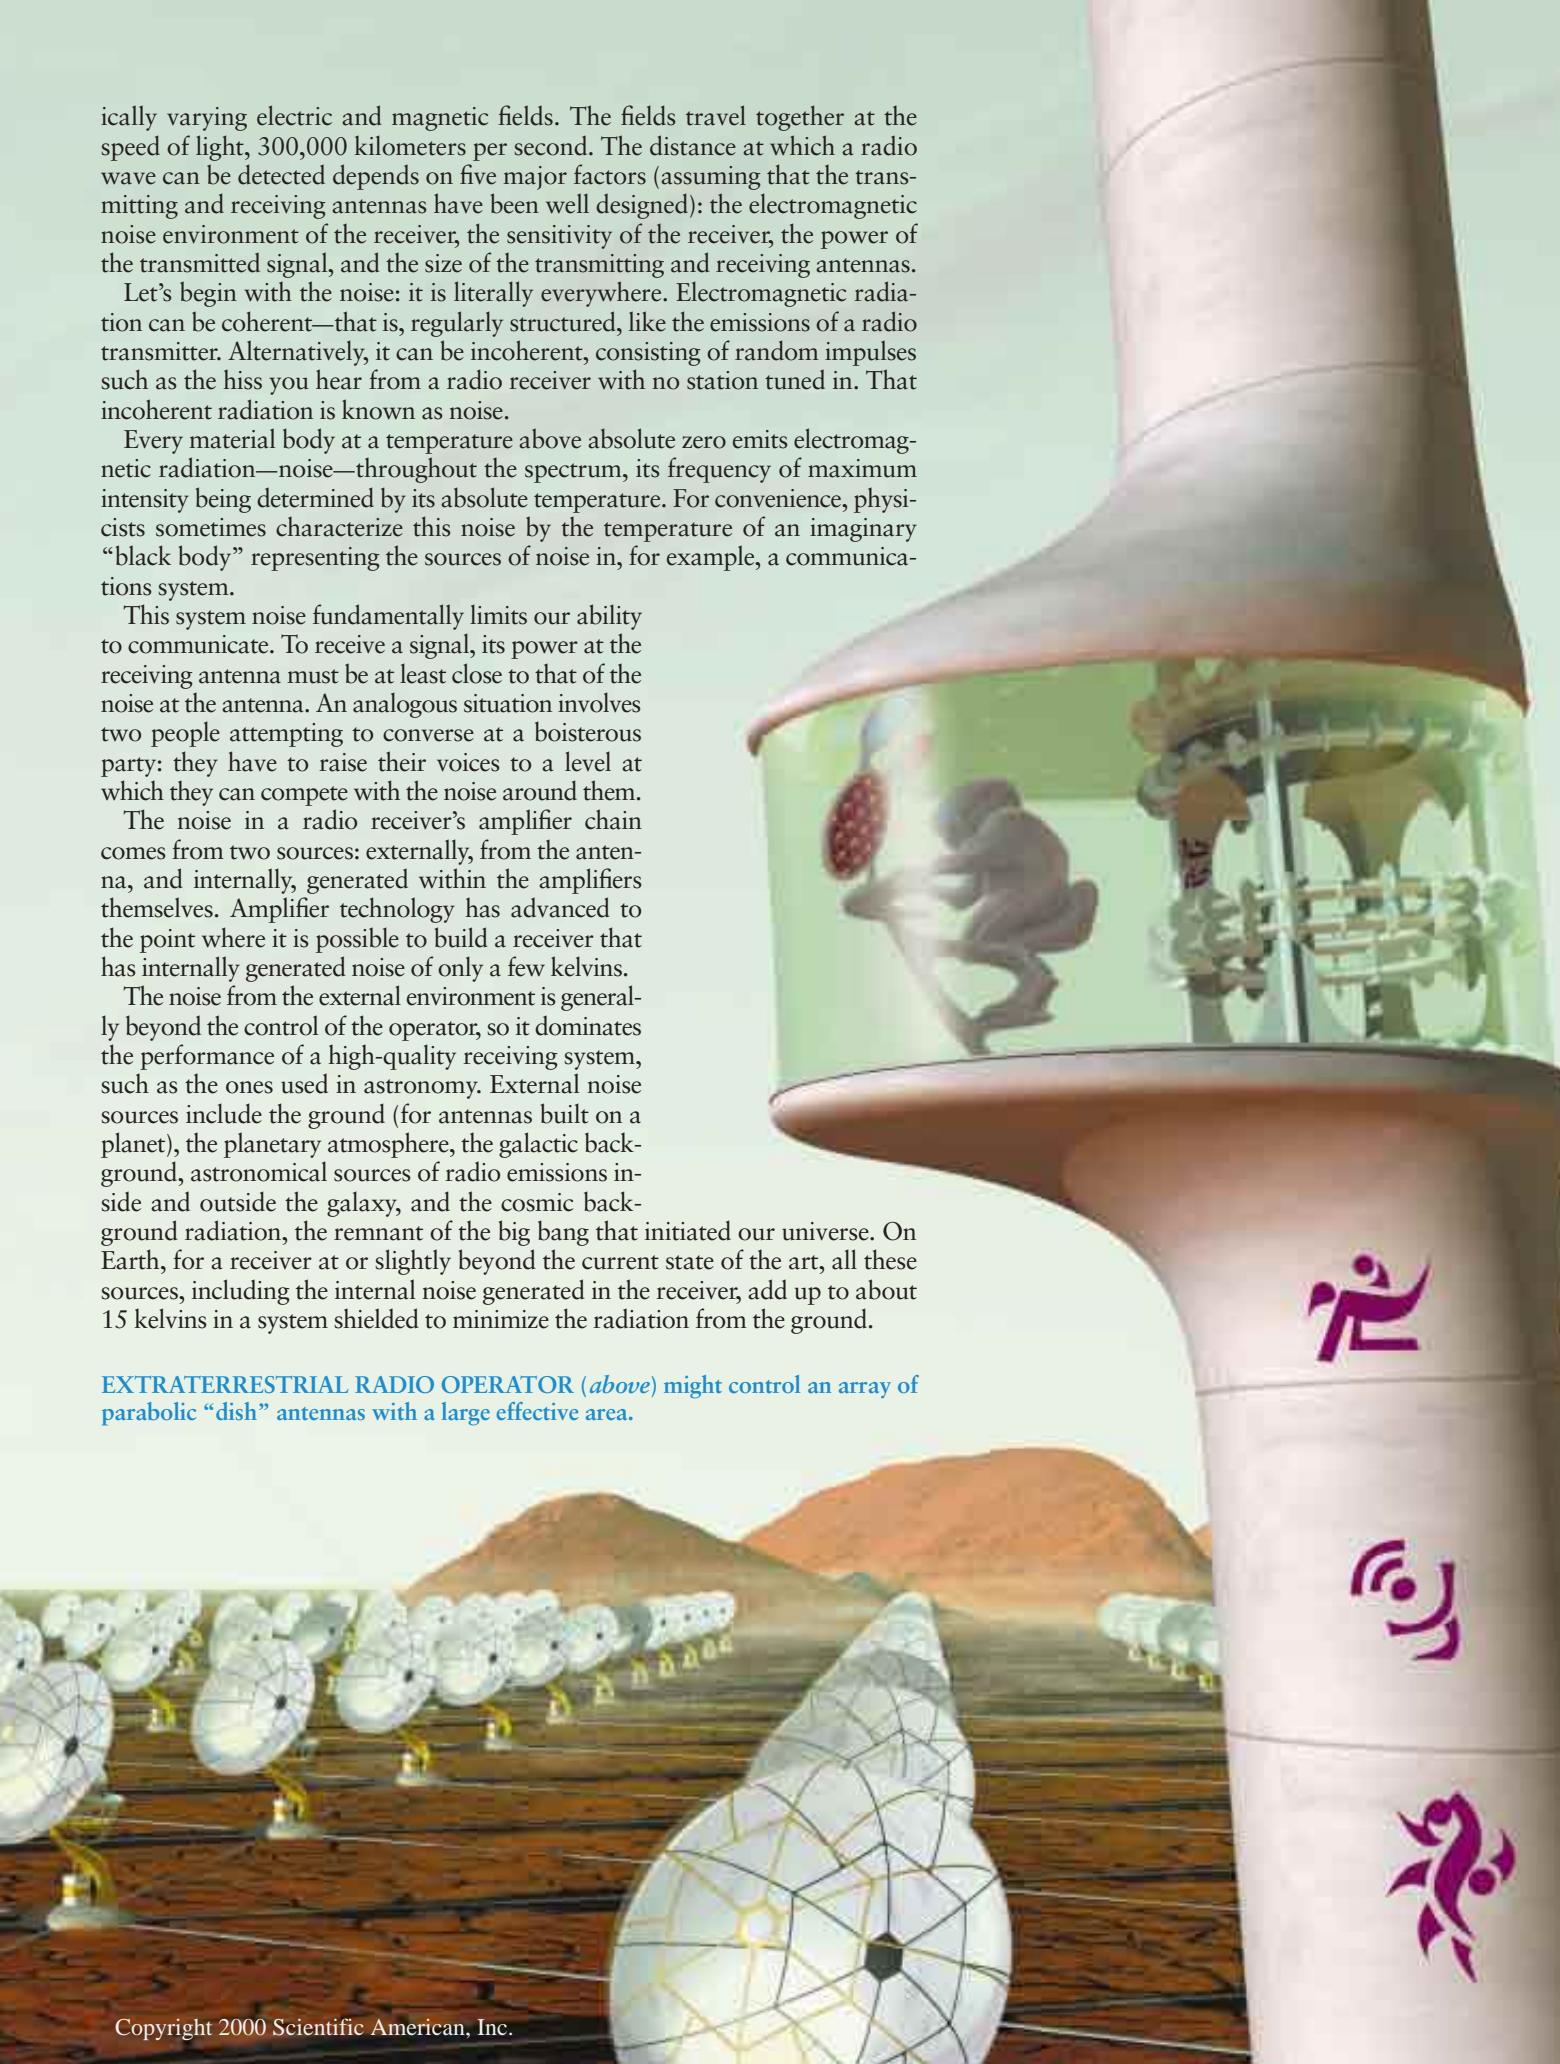 ically varying electric and magnetic fields. The fields travel together at the
speed of light, 300,000 kilometers per second. The distance at which a radio
wave can be detected depends on five major factors (assuming that the trans-
mitting and receiving antennas have been well designed): the electromagnetic
noise environment of the receiver, the sensitivity of the receiver, the power of
the transmitted signal, and the size of the transmitting and receiving antennas.
Let’s begin with the noise: it is literally everywhere. Electromagnetic radia-
tion can be coherent—that is, regularly structured, like the emissions of a radio
transmitter. Alternatively, it can be incoherent, consisting of random impulses
such as the hiss you hear from a radio receiver with no station tuned in. That
incoherent radiation is known as noise.
Every material body at a temperature above absolute zero emits electromag-
netic radiation—noise—throughout the spectrum, its frequency of maximum
intensity being determined by its absolute temperature. For convenience, physi-
cists sometimes characterize this noise by the temperature of an imaginary
“black body” representing the sources of noise in, for example, a communica-
tions system.
This system noise fundamentally limits our ability
to communicate. To receive a signal, its power at the
receiving antenna must be at least close to that of the
noise at the antenna. An analogous situation involves
two people attempting to converse at a boisterous
party: they have to raise their voices to a level at
which they can compete with the noise around them.
The noise in a radio receiver’s amplifier chain
comes from two sources: externally, from the anten-
na, and internally, generated within the amplifiers
themselves. Amplifier technology has advanced to
the point where it is possible to build a receiver that
has internally generated noise of only a few kelvins.
The noise from the external environment is general-
ly beyond the control of the operator, so it dominates
the performance of a high-quality receiving system,
such as the ones used in astronomy. External noise
sources include the ground (for antennas built on a
planet), the planetary atmosphere, the galactic back-
ground, astronomical sources of radio emissions in-
side and outside the galaxy, and the cosmic back-
ground radiation, the remnant of the big bang that initiated our universe. On
Earth, for a receiver at or slightly beyond the current state of the art, all these
sources, including the internal noise generated in the receiver, add up to about
15 kelvins in a system shielded to minimize the radiation from the ground.
EXTRATERRESTRIAL RADIO OPERATOR (above) might control an array of
parabolic “dish” antennas with a large effective area.
Copyright 2000 Scientific American, Inc.